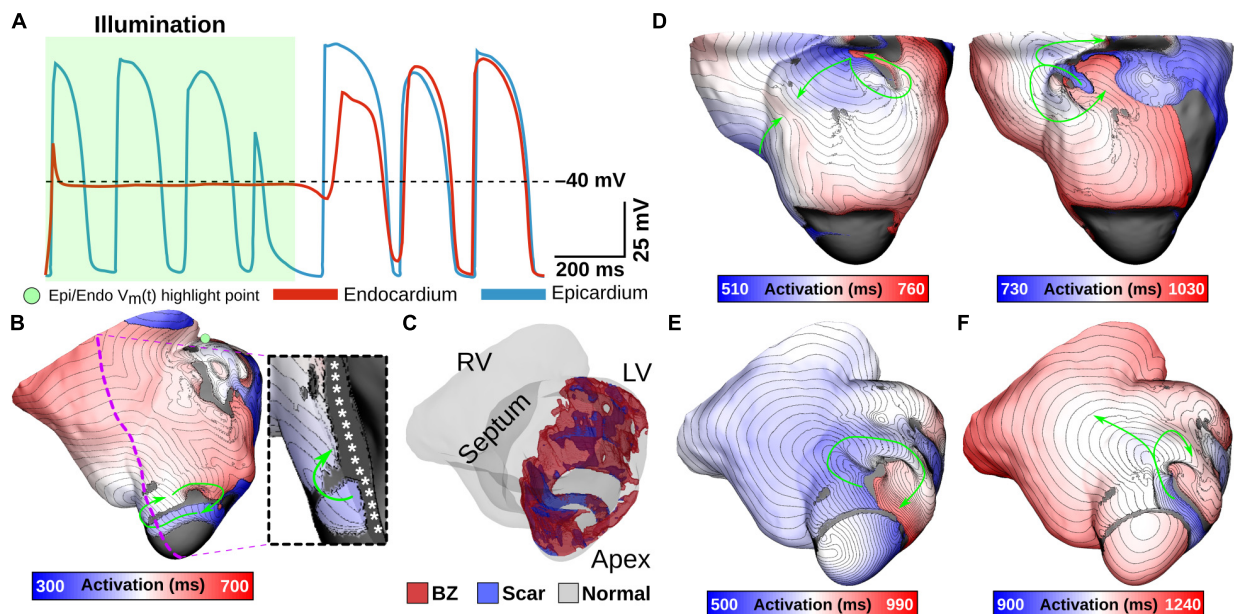 A
Illumination
−40 mV
25 mV
200 ms
Epi/Endo Vm(t) highlight point
Endocardium
Epicardium
B
300 Activation (ms) 700
* * * * * * * * * * * * * *
C
RV
LV
Septum
Apex
BZ
Scar
Normal
D
510 Activation (ms) 760
730 Activation (ms) 1030
E
500 Activation (ms) 990
F
900 Activation (ms) 1240